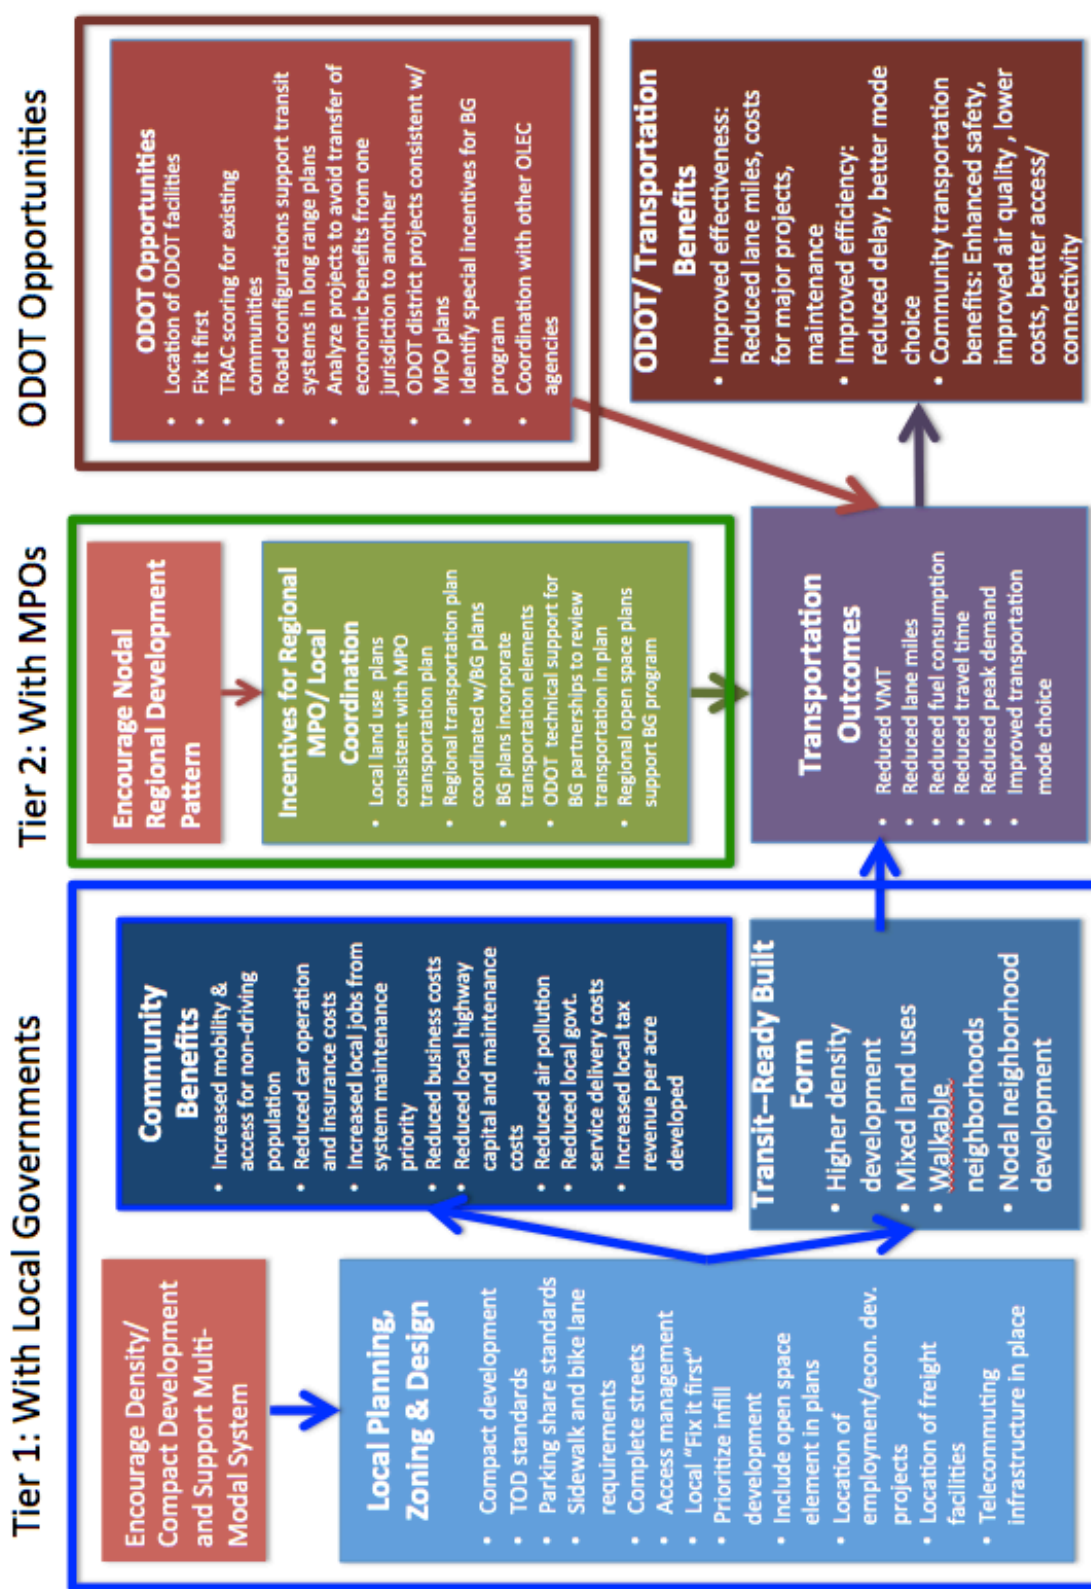 Tier 1: With Local Governments
Encourage Density/
Compact Development
and Support Multi-
Modal System
Local Planning,
Zoning & Design
• Compact development
• TOD standards
• Parking share standards
• Sidewalk and bike lane
requirements
• Complete streets
• Access management
• Local “Fix it first”
• Prioritize infill
development
• Include open space
element in plans
• Location of
employment/econ. dev.
projects
• Location of freight
facilities
• Telecommuting
infrastructure in place
Community
Benefits
• Increased mobility &
access for non-driving
population
• Reduced car operation
and insurance costs
• Increased local jobs from
system maintenance
priority
• Reduced business costs
• Reduced local highway
capital and maintenance
costs
• Reduced air pollution
• Reduced local govt.
service delivery costs
• Increased local tax
revenue per acre
developed
Transit--Ready Built
Form
• Higher density
development
• Mixed land uses
• Walkable
neighborhoods
• Nodal neighborhood
development
Tier 2: With MPOs
Encourage Nodal
Regional Development
Pattern
Incentives for Regional
MPO/ Local
Coordination
• Local land use plans
consistent with MPO
transportation plan
• Regional transportation plan
coordinated w/BG plans
• BG plans incorporate
transportation elements
• ODOT technical support for
BG partnerships to review
transportation in plan
• Regional open space plans
support BG program
Transportation
Outcomes
• Reduced VMT
• Reduced lane miles
• Reduced fuel consumption
• Reduced travel time
• Reduced peak demand
• Improved transportation
mode choice
ODOT Opportunities
ODOT Opportunities
• Location of ODOT facilities
• Fix it first
• TRAC scoring for existing
communities
• Road configurations support transit
systems in long range plans
• Analyze projects to avoid transfer of
economic benefits from one
jurisdiction to another
• ODOT district projects consistent w/
MPO plans
• Identify special incentives for BG
program
• Coordination with other OLEC
agencies
ODOT/ Transportation
Benefits
• Improved effectiveness:
Reduced lane miles, costs
for major projects,
maintenance
• Improved efficiency:
reduced delay, better mode
choice
• Community transportation
benefits: Enhanced safety,
improved air quality , lower
costs, better access/
connectivity